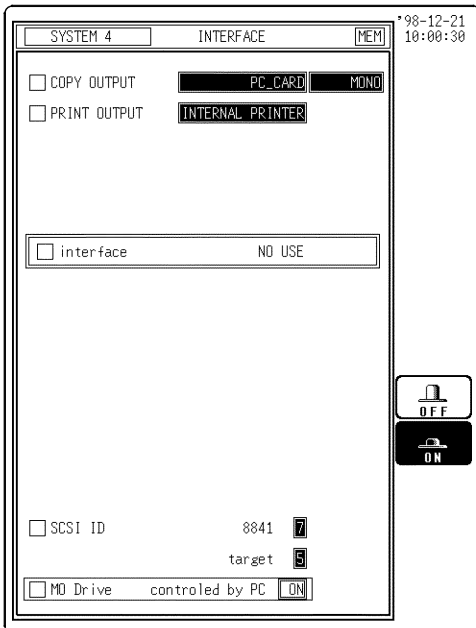 '98-12-21
SYSTEM 4 INTERFACE MEM 10:00:30
COPY OUTPUT PC_CARD MONO
PRINT OUTPUT INTERNAL PRINTER
interface NO USE
OFF
ON
SCSI ID 8841 7
target 5
MO Drive controled by PC ON